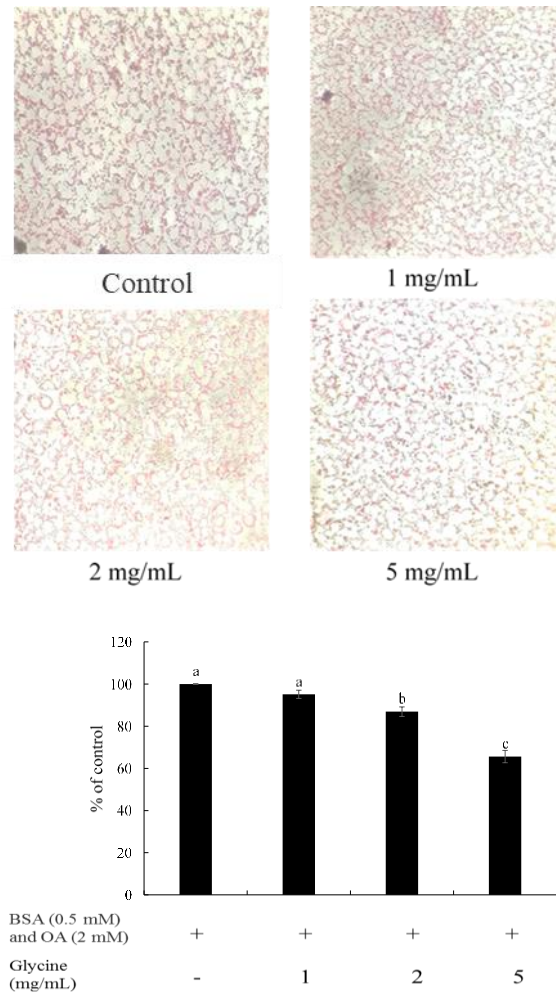 Control
1 mg/mL
2 mg/mL
5 mg/mL
120
100
80
60
40
20
0
% of control
a
a
b
c
BSA (0.5 mM)
and OA (2 mM)
+ + + +
Glycine
(mg/mL)
- 1 2 5